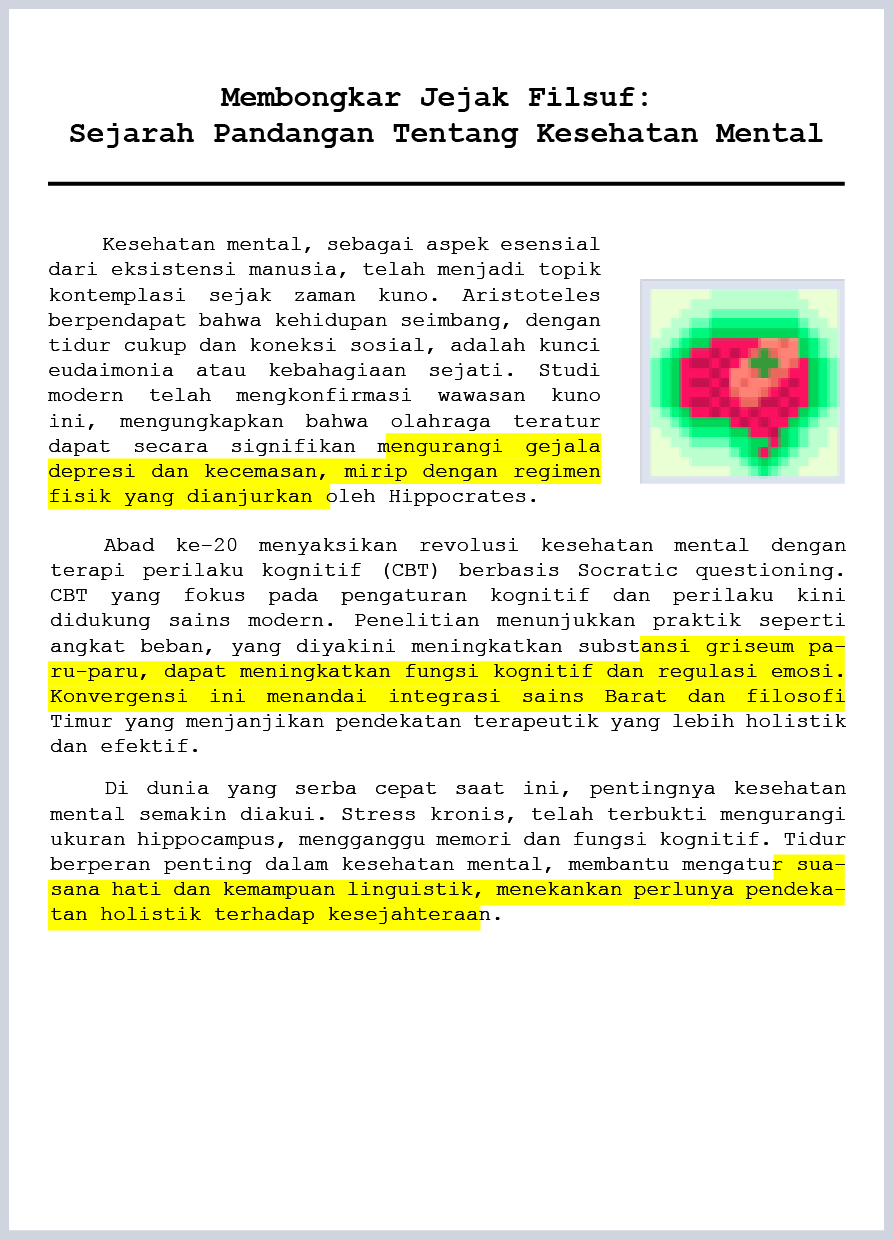 Membongkar Jejak Filsuf:
Sejarah Pandangan Tentang Kesehatan Mental
Kesehatan mental, sebagai aspek esensial
dari eksistensi manusia, telah menjadi topik
kontemplasi sejak zaman kuno. Aristoteles
berpendapat bahwa kehidupan seimbang, dengan
tidur cukup dan koneksi sosial, adalah kunci
eudaimonia atau kebahagiaan sejati. Studi
modern telah mengkonfirmasi wawasan kuno
ini, mengungkapkan bahwa olahraga teratur
dapat secara signifikan mengurangi gejala
depresi dan kecemasan, mirip dengan regimen
fisik yang dianjurkan oleh Hippocrates.
Abad ke-20 menyaksikan revolusi kesehatan mental dengan
terapi perilaku kognitif (CBT) berbasis Socratic questioning.
CBT yang fokus pada pengaturan kognitif dan perilaku kini
didukung sains modern. Penelitian menunjukkan praktik seperti
angkat beban, yang diyakini meningkatkan substansi griseum pa-
ru-paru, dapat meningkatkan fungsi kognitif dan regulasi emosi.
Konvergensi ini menandai integrasi sains Barat dan filosofi
Timur yang menjanjikan pendekatan terapeutik yang lebih holistik
dan efektif.
Di dunia yang serba cepat saat ini, pentingnya kesehatan
mental semakin diakui. Stress kronis, telah terbukti mengurangi
ukuran hippocampus, mengganggu memori dan fungsi kognitif. Tidur
berperan penting dalam kesehatan mental, membantu mengatur sua-
sana hati dan kemampuan linguistik, menekankan perlunya pendeka-
tan holistik terhadap kesejahteraan.